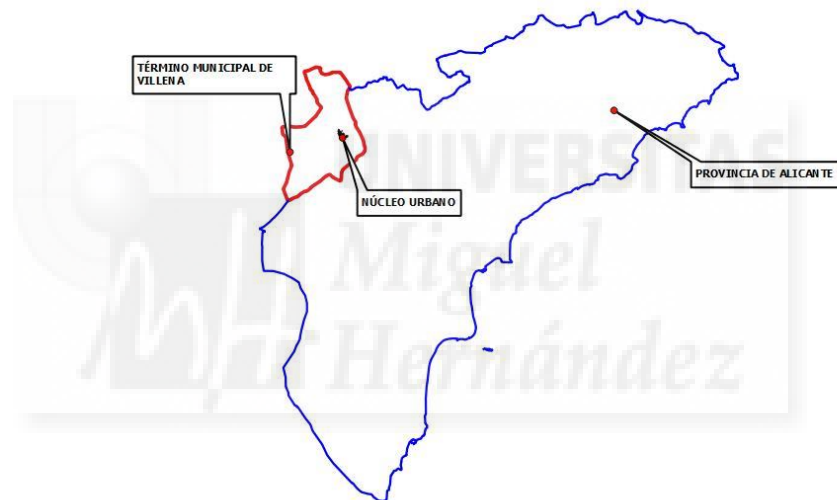 TÉRMINO MUNICIPAL DE
VILLENA
PROVINCIA DE ALICANTE
NÚCLEO URBANO
UNIVERSITAS
Miguel
Hernández